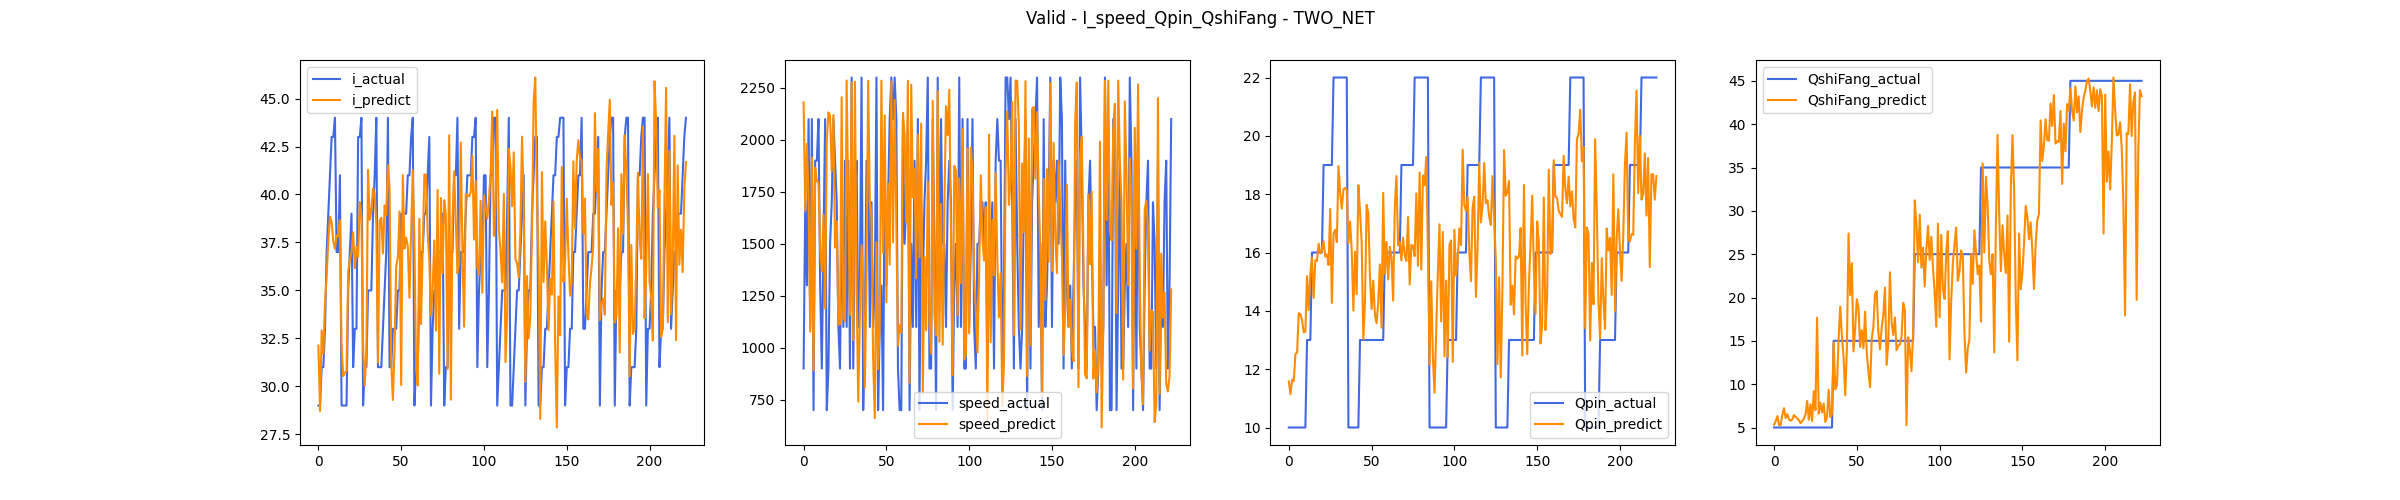 Valid - I_speed_Qpin_QshiFang - TWO_NET
i_actual
i_predict
45.0
42.5
40.0
37.5
35.0
32.5
30.0
27.5
0 50 100 150 200
speed_actual
speed_predict
2250
2000
1750
1500
1250
1000
750
0 50 100 150 200
Qpin_actual
Qpin_predict
22
20
18
16
14
12
10
0 50 100 150 200
QshiFang_actual
QshiFang_predict
45
40
35
30
25
20
15
10
5
0 50 100 150 200